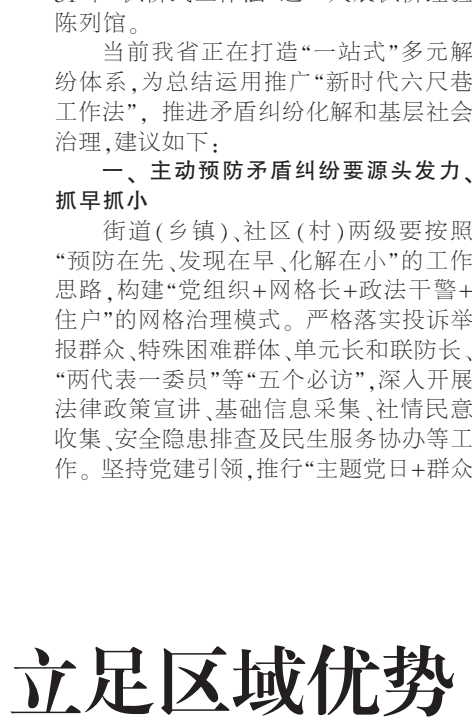 陈列馆。
当前我省正在打造“一站式”多元解
纷体系,为总结运用推广“新时代六尺巷
工作法”，推进矛盾纠纷化解和基层社会
治理,建议如下:
一、主动预防矛盾纠纷要源头发力、
抓早抓小
街道(乡镇)、社区(村)两级要按照
“预防在先、发现在早、化解在小”的工作
思路,构建“党组织+网格长+政法干警+
住户”的网格治理模式。严格落实投诉举
报群众、特殊困难群体、单元长和联防长、
“两代表一委员”等“五个必访”,深入开展
法律政策宣讲、基础信息采集、社情民意
收集、安全隐患排查及民生服务协办等工
作。坚持党建引领,推行“主题党日+群众
立足区域优势